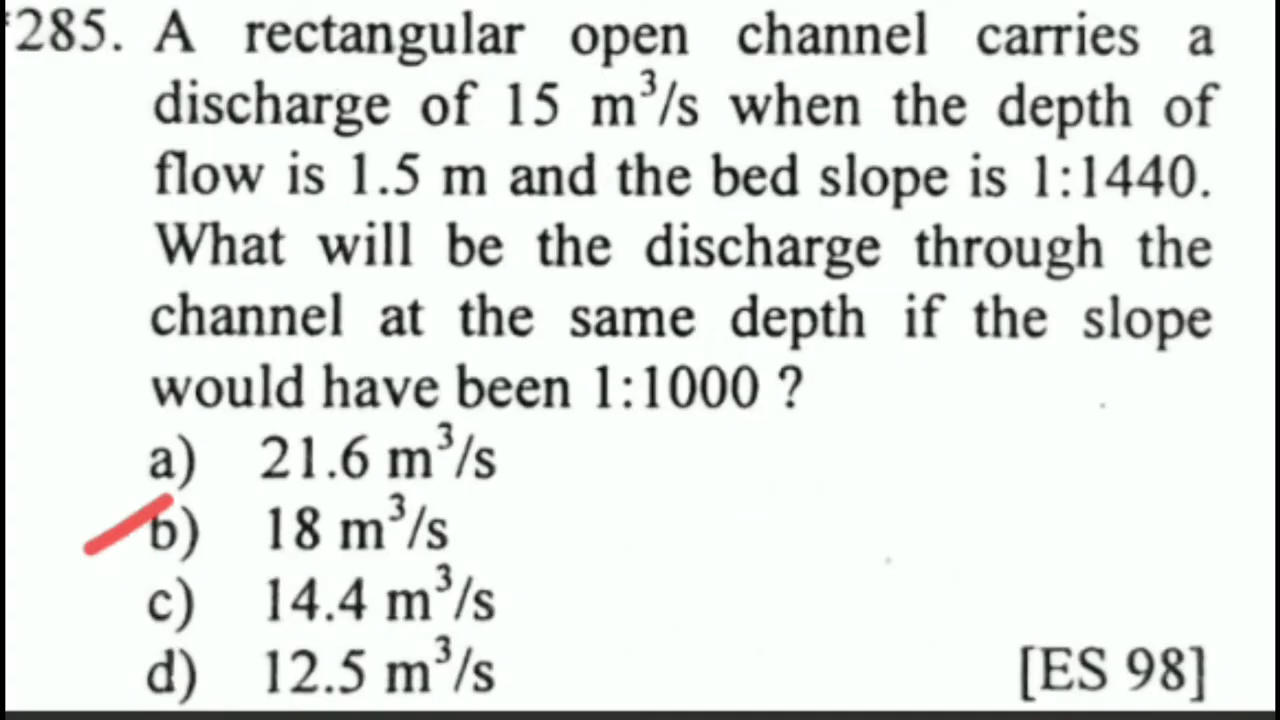 285. A rectangular open channel carries a
discharge of 15 m³/s when the depth of
flow is 1.5 m and the bed slope is 1:1440.
What will be the discharge through the
channel at the same depth if the slope
would have been 1:1000 ?
a) 21.6 m³/s
b) 18 m³/s
c) 14.4 m³/s
d) 12.5 m³/s
[ES 98]